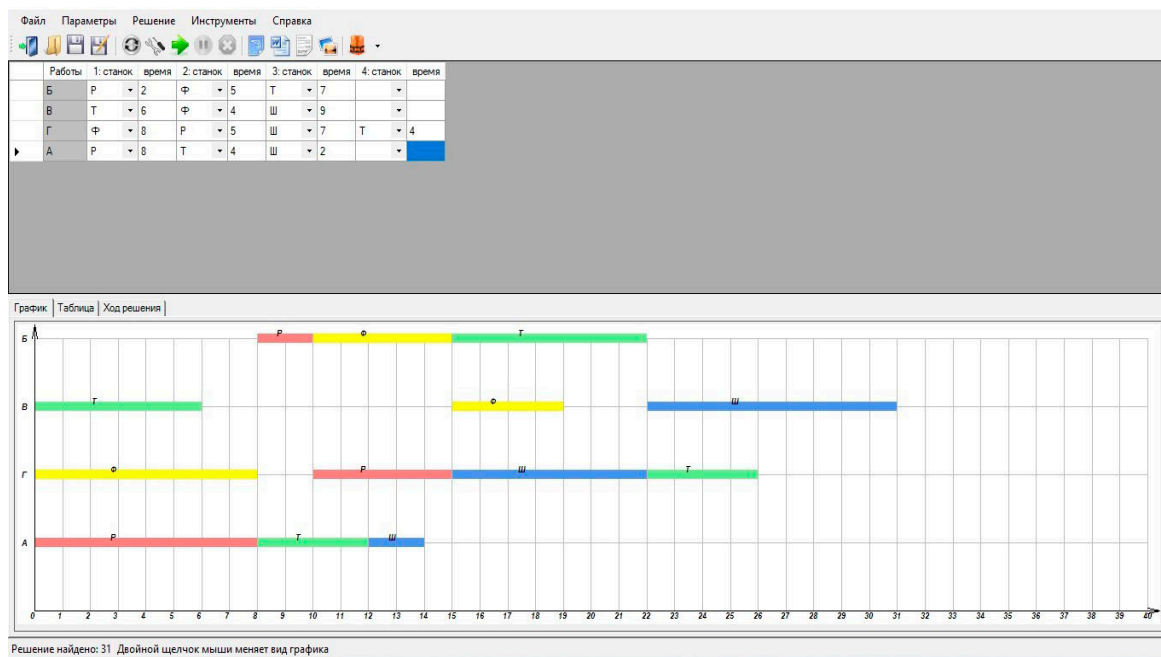 Файл Параметры Решение Инструменты Справка
Работы 1: станок время 2: станок время 3: станок время 4: станок время
Б Р 2 Ф 5 Т 7
В Т 6 Ф 4 Ш 9
Г Ф 8 Р 5 Ш 7 Т 4
А Р 8 Т 4 Ш 2
График Таблица Ход решения
Б Р Ф Т
В Т Ф Ш
Г Ф Р Ш Т
А Р Т Ш
0 1 2 3 4 5 6 7 8 9 10 11 12 13 14 15 16 17 18 19 20 21 22 23 24 25 26 27 28 29 30 31 32 33 34 35 36 37 38 39 40
Решение найдено: 31 Двойной щелчок мыши меняет вид графика